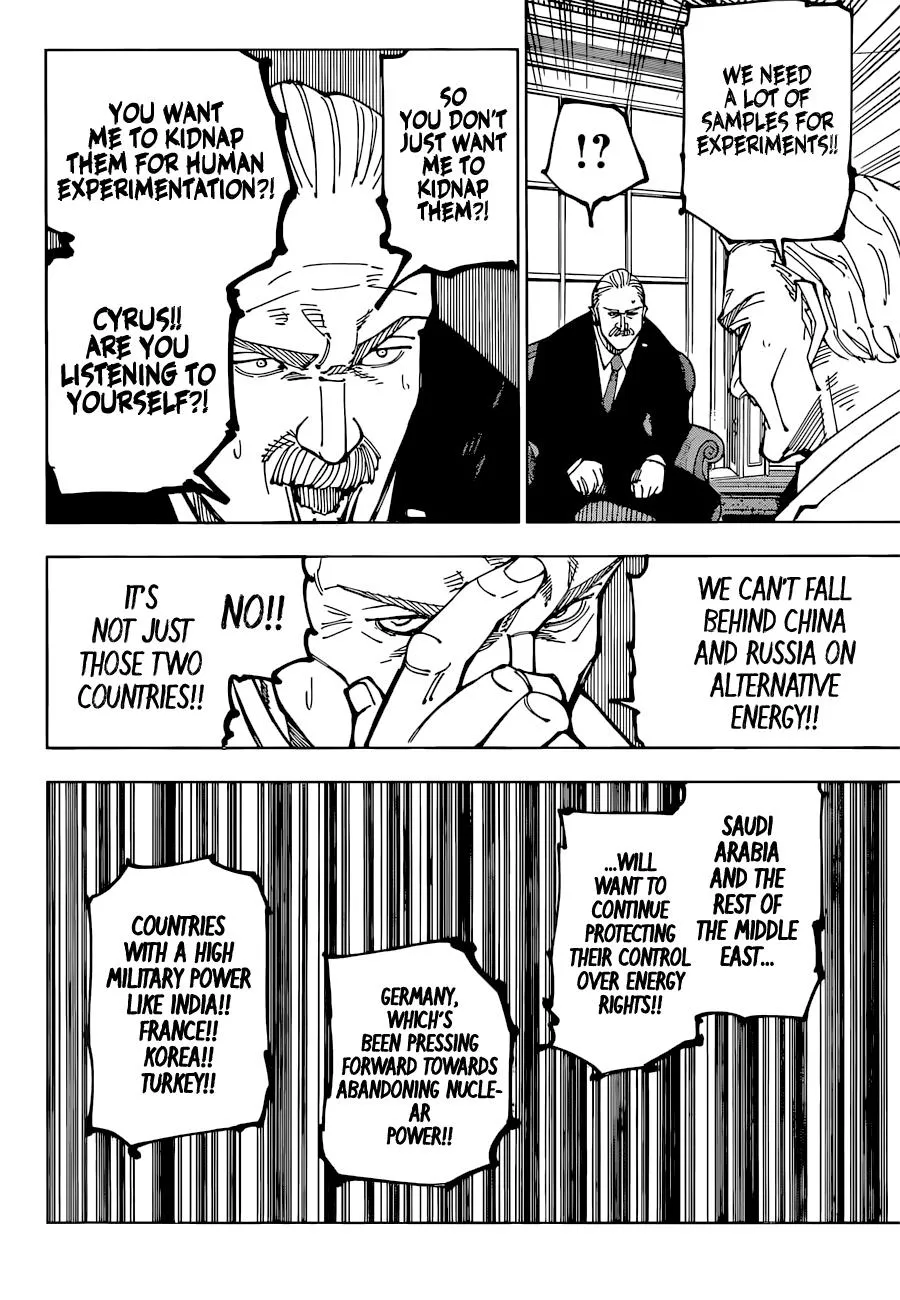 WE NEED
A LOT OF
SAMPLES FOR
EXPERIMENTS!!
!?
SO
YOU DON'T
JUST WANT
ME TO
KIDNAP
THEM?!
YOU WANT
ME TO KIDNAP
THEM FOR HUMAN
EXPERIMENTATION?!
CYRUS!!
ARE YOU
LISTENING TO
YOURSELF?!
WE CAN'T FALL
BEHIND CHINA
AND RUSSIA ON
ALTERNATIVE
ENERGY!!
NO!!
IT'S
NOT JUST
THOSE TWO
COUNTRIES!!
SAUDI
ARABIA
AND THE
REST OF
THE MIDDLE
EAST...
...WILL
WANT TO
CONTINUE
PROTECTING
THEIR CONTROL
OVER ENERGY
RIGHTS!!
GERMANY,
WHICH'S
BEEN PRESSING
FORWARD TOWARDS
ABANDONING NUCLE-
AR
POWER!!
COUNTRIES
WITH A HIGH
MILITARY POWER
LIKE INDIA!!
FRANCE!!
KOREA!!
TURKEY!!